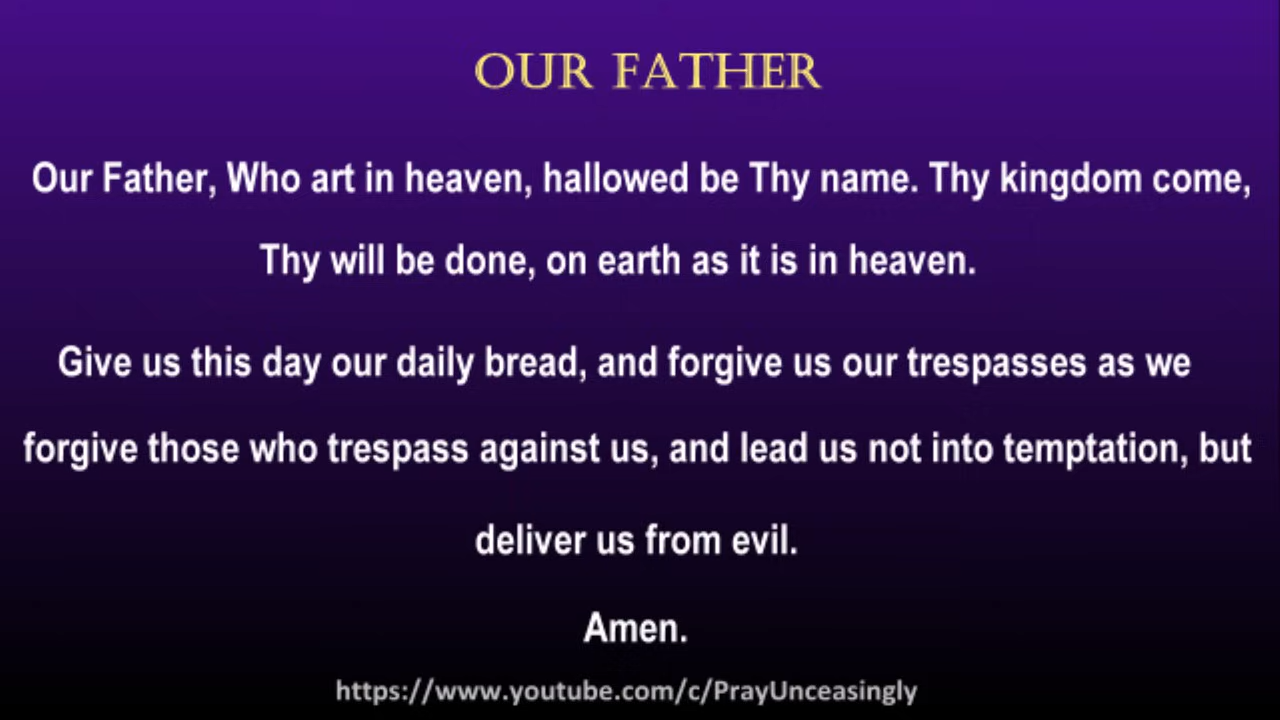 OUR FATHER
Our Father, Who art in heaven, hallowed be Thy name. Thy kingdom come,
Thy will be done, on earth as it is in heaven.
Give us this day our daily bread, and forgive us our trespasses as we
forgive those who trespass against us, and lead us not into temptation, but
deliver us from evil.
Amen.
https://www.youtube.com/c/PrayUnceasingly